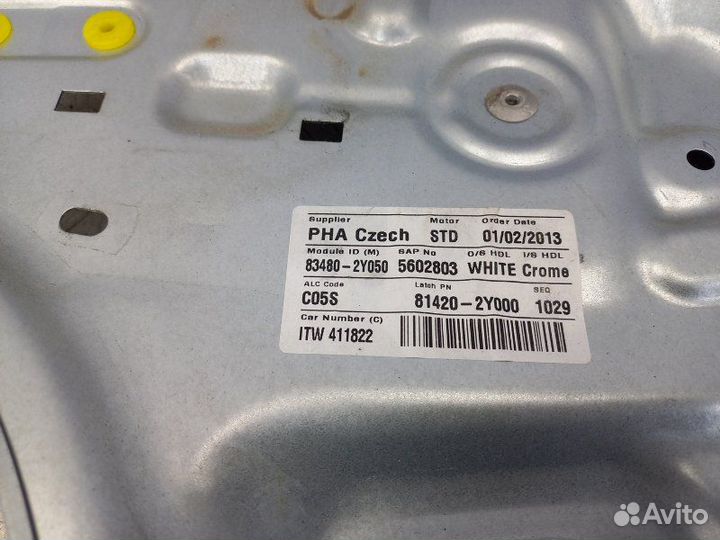 Supplier Motor Order Date
PHA Czech STD 01/02/2013
Module ID (M) SAP No O/S HDL I/S HDL
83480-2Y050 5602803 WHITE Crome
ALC Code Latch PN SEQ
C05S 81420-2Y000 1029
Car Number (C)
ITW 411822
Avito